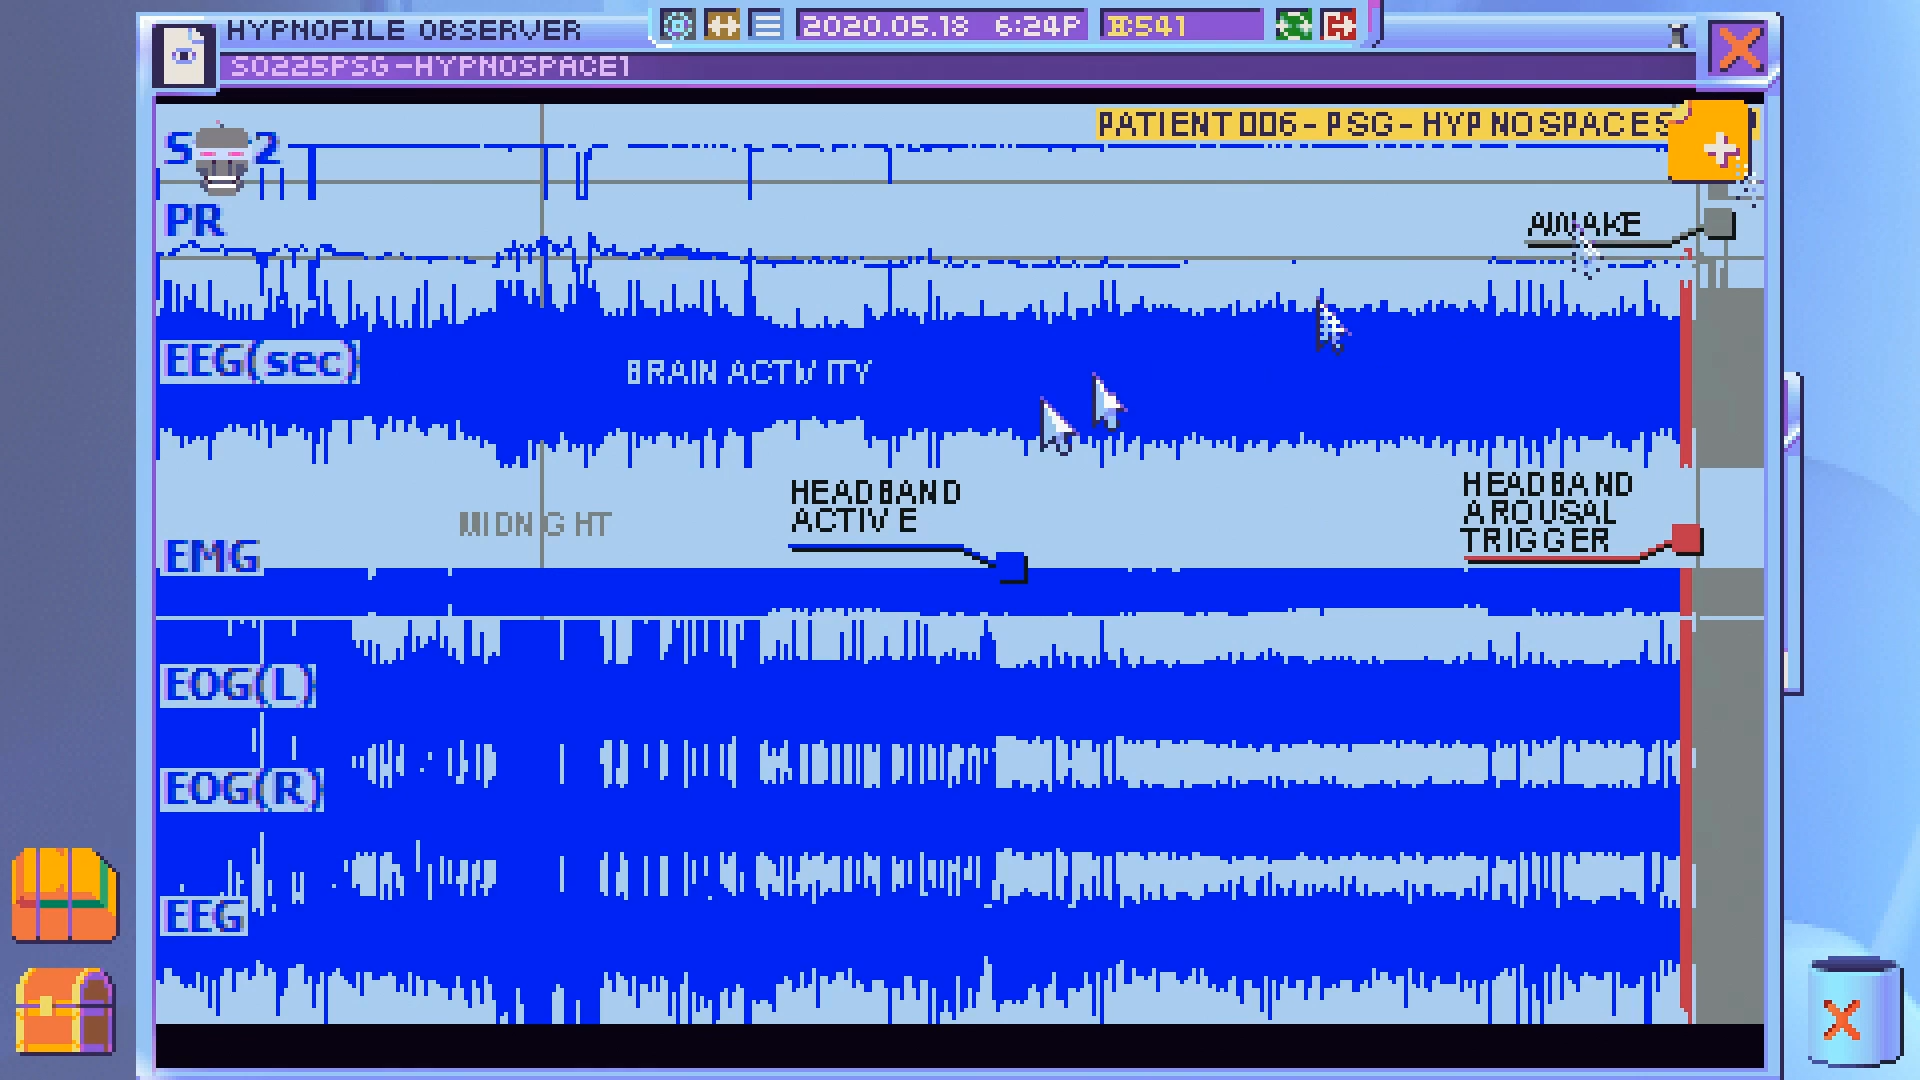 HYPNOFILE OBSERVER
2020.05.18 6:24P
541
S0225PSG-HYPNOSPACE1
PATIENT 006 - PSG - HYPNOSPACE
S 2
PR
AWAKE
EEG(sec)
BRAIN ACTIVITY
HEADBAND
ACTIVE
HEADBAND
AROUSAL
TRIGGER
MIDNIGHT
EMG
EOG(L)
EOG(R)
EEG